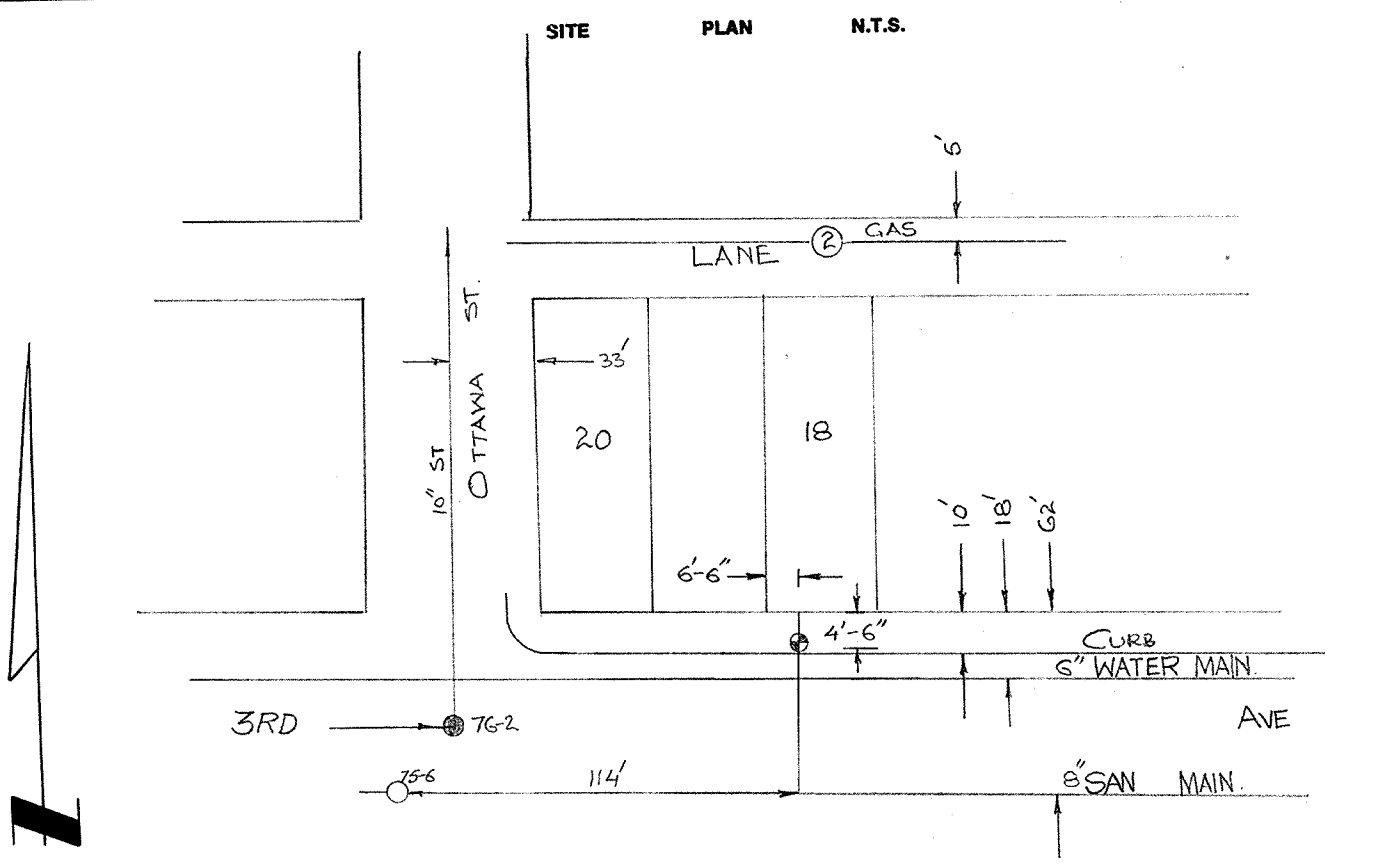 SITE PLAN N.T.S.
5'
2 GAS
LANE
OTTAWA ST.
33'
20
18
10" ST
10'
18'
62'
6'-6"
4'-6"
CURB
6" WATER MAIN.
3RD
76-2
AVE
75-6
114'
8" SAN MAIN.
N